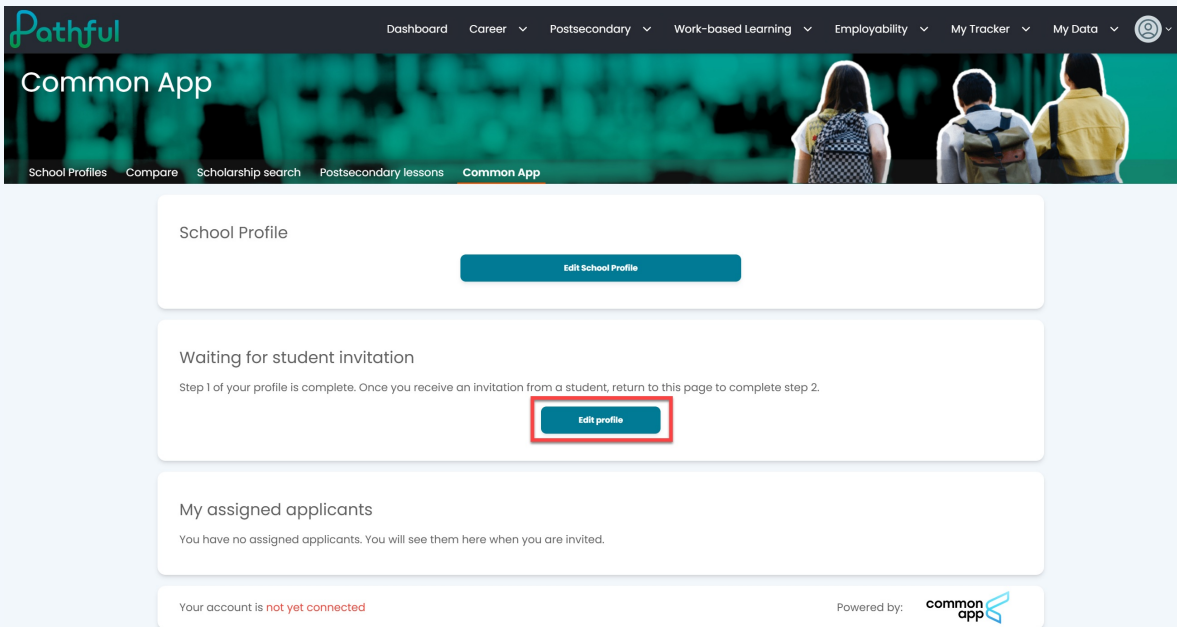 Pathful
Dashboard Career Postsecondary Work-based Learning Employability My Tracker My Data
Common App
School Profiles Compare Scholarship search Postsecondary lessons Common App
School Profile
Edit School Profile
Waiting for student invitation
Step 1 of your profile is complete. Once you receive an invitation from a student, return to this page to complete step 2.
Edit profile
My assigned applicants
You have no assigned applicants. You will see them here when you are invited.
Your account is not yet connected
Powered by:
common
app